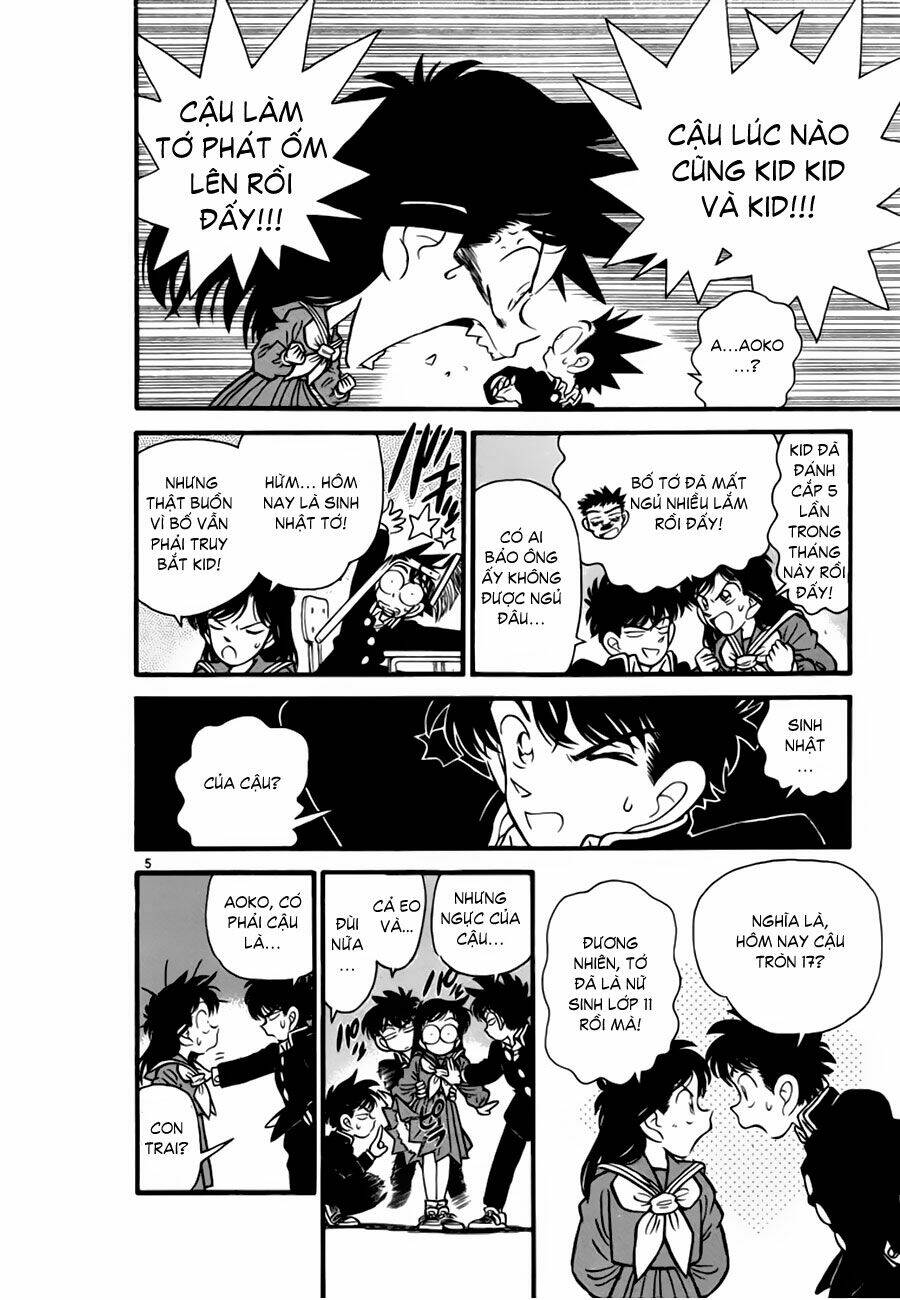 CẬU LÚC NÀO
CŨNG KID KID
VÀ KID!!!
CẬU LÀM
TỚ PHÁT ỐM
LÊN RỒI
ĐẤY!!!
A...AOKO
...?
KID ĐÃ
ĐÁNH
CẮP 5
LẦN
TRONG
THÁNG
NÀY RỒI
ĐẤY!
BỐ TỚ ĐÃ MẤT
NGỦ NHIỀU LẮM
RỒI ĐẤY!
CÓ AI
BẢO ÔNG
ẤY KHÔNG
ĐƯỢC NGỦ
ĐÂU...
HỪM... HÔM
NAY LÀ SINH
NHẬT TỚ!
NHƯNG
THẬT BUỒN
VÌ BỐ VẪN
PHẢI TRUY
BẮT KID!
SINH
NHẬT
...
CỦA CẬU?
5
NGHĨA LÀ,
HÔM NAY CẬU
TRÒN 17?
ĐƯƠNG
NHIÊN, TỚ
ĐÃ LÀ NỮ
SINH LỚP 11
RỒI MÀ!
NHƯNG
NGỰC CỦA
CẬU...
CẢ EO
VÀ...
ĐÙI
NỮA
...
AOKO, CÓ
PHẢI CẬU
LÀ...
CON
TRAI?